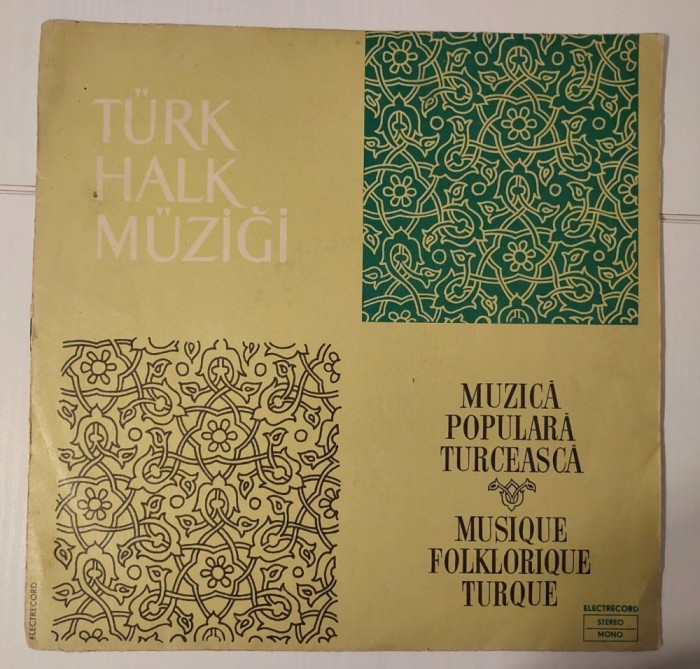 TÜRK
HALK
MÜZİĞİ
MUZICĂ
POPULARĂ
TURCEASCĂ
MUSIQUE
FOLKLORIQUE
TURQUE
ELECTRECORD
STEREO
MONO
ELECTRECORD